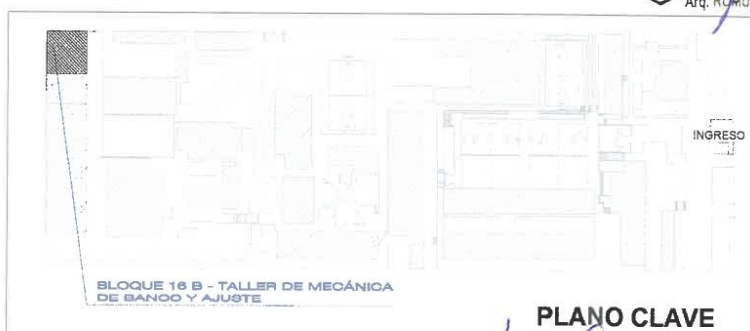 Arq.
INGRESO
BLOQUE 16 B - TALLER DE MECÁNICA
DE BANCO Y AJUSTE
PLANO CLAVE